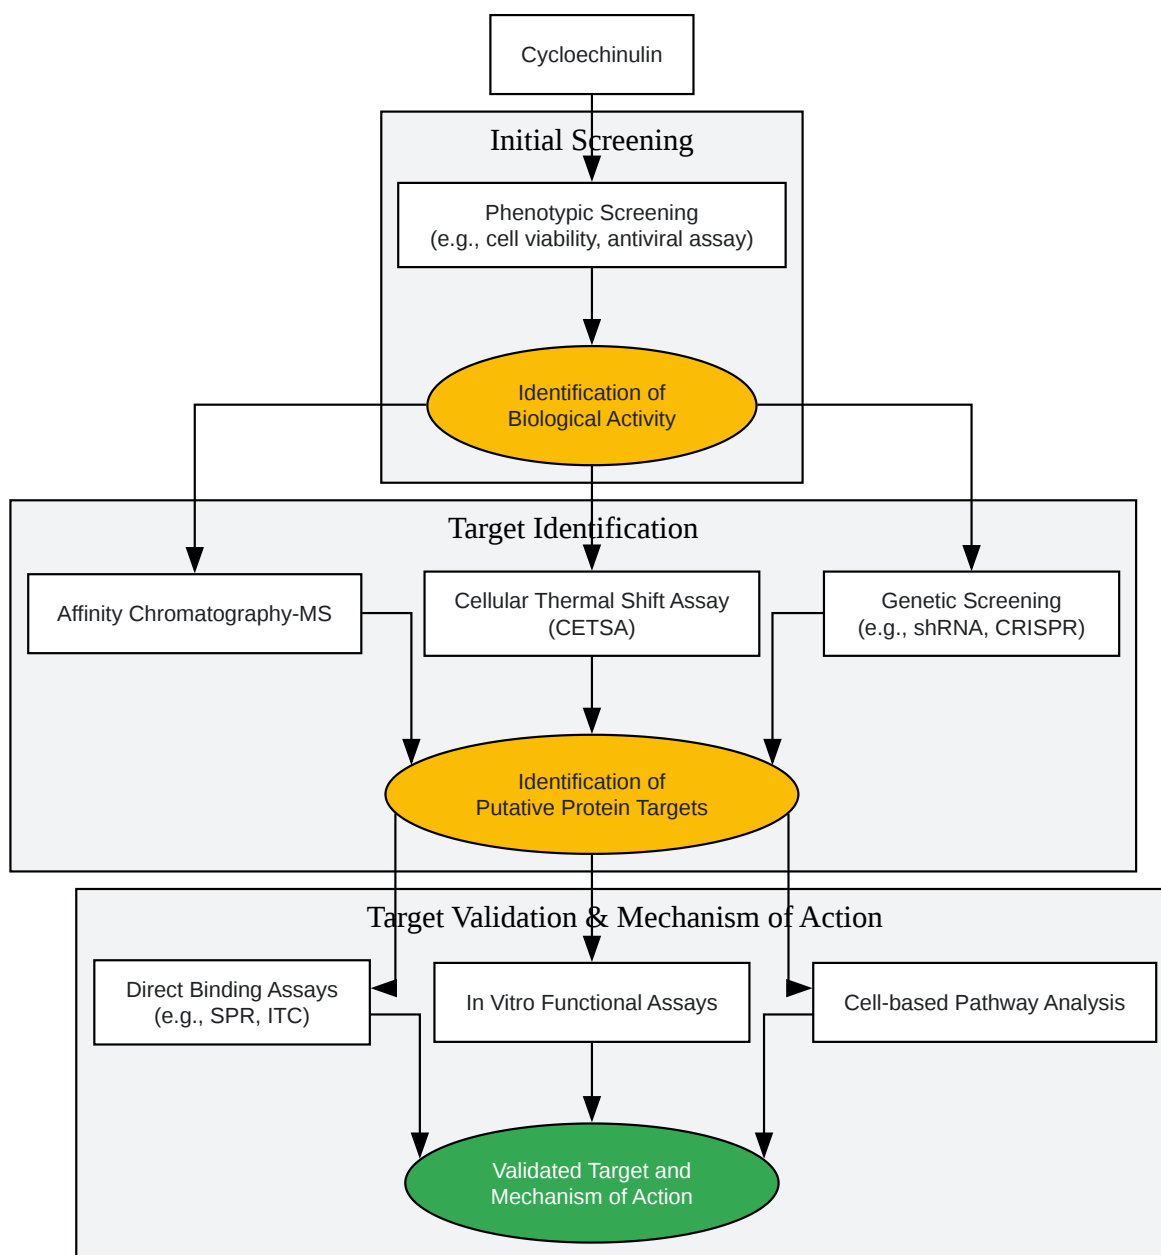 Cycloechinulin
Initial Screening
Phenotypic Screening
(e.g., cell viability, antiviral assay)
Identification of
Biological Activity
Target Identification
Affinity Chromatography-MS
Cellular Thermal Shift Assay
(CETSA)
Genetic Screening
(e.g., shRNA, CRISPR)
Identification of
Putative Protein Targets
Target Validation & Mechanism of Action
Direct Binding Assays
(e.g., SPR, ITC)
In Vitro Functional Assays
Cell-based Pathway Analysis
Validated Target and
Mechanism of Action